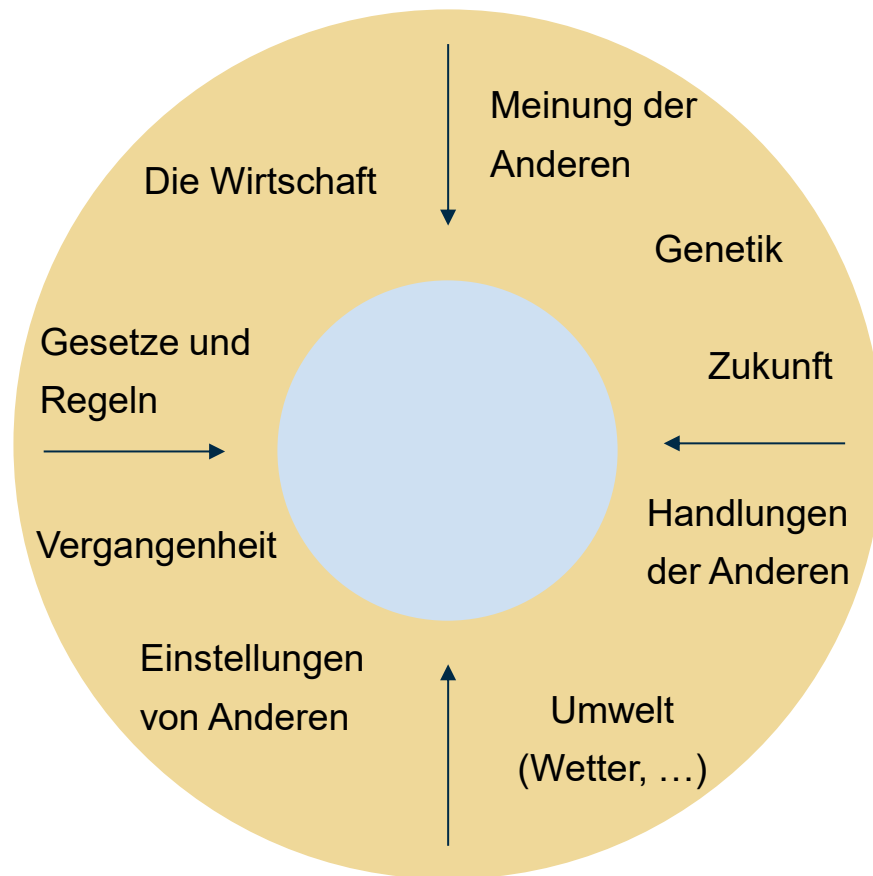 Meinung der
Anderen
Die Wirtschaft
Genetik
Gesetze und
Regeln
Zukunft
Handlungen
der Anderen
Vergangenheit
Einstellungen
von Anderen
Umwelt
(Wetter, …)